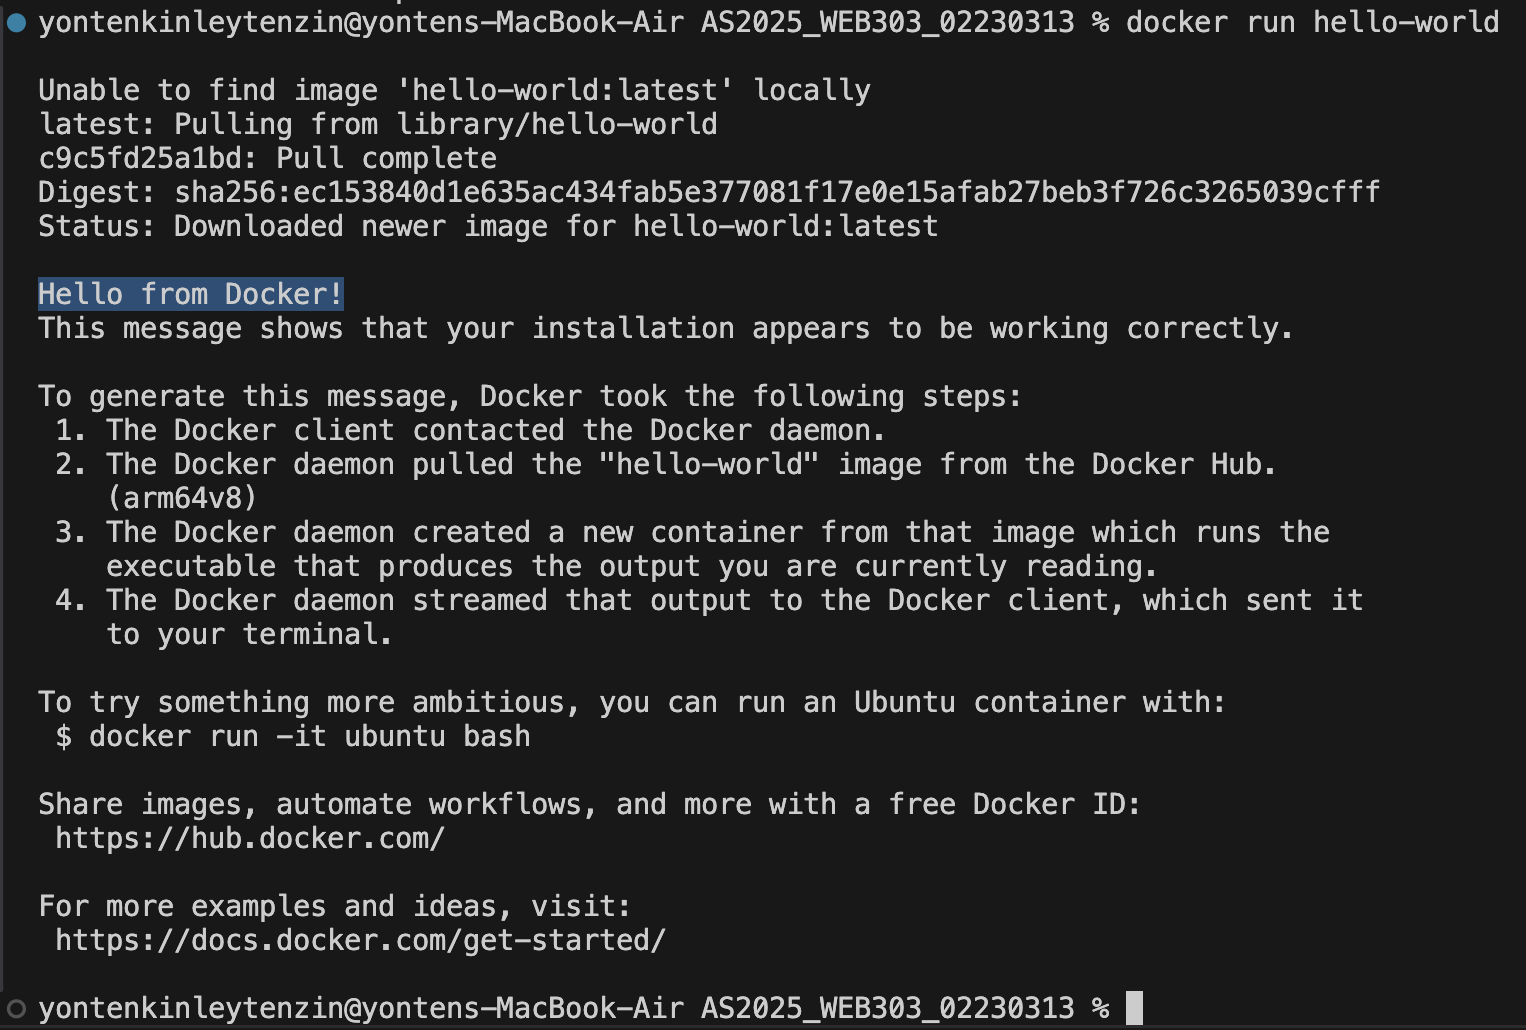 yontenkinleytenzin@yontens-MacBook-Air AS2025_WEB303_02230313 % docker run hello-world
Unable to find image 'hello-world:latest' locally
latest: Pulling from library/hello-world
c9c5fd25a1bd: Pull complete
Digest: sha256:ec153840d1e635ac434fab5e377081f17e0e15afab27beb3f726c3265039cfff
Status: Downloaded newer image for hello-world:latest
Hello from Docker!
This message shows that your installation appears to be working correctly.
To generate this message, Docker took the following steps:
1. The Docker client contacted the Docker daemon.
2. The Docker daemon pulled the "hello-world" image from the Docker Hub.
(arm64v8)
3. The Docker daemon created a new container from that image which runs the
executable that produces the output you are currently reading.
4. The Docker daemon streamed that output to the Docker client, which sent it
to your terminal.
To try something more ambitious, you can run an Ubuntu container with:
$ docker run -it ubuntu bash
Share images, automate workflows, and more with a free Docker ID:
https://hub.docker.com/
For more examples and ideas, visit:
https://docs.docker.com/get-started/
yontenkinleytenzin@yontens-MacBook-Air AS2025_WEB303_02230313 %